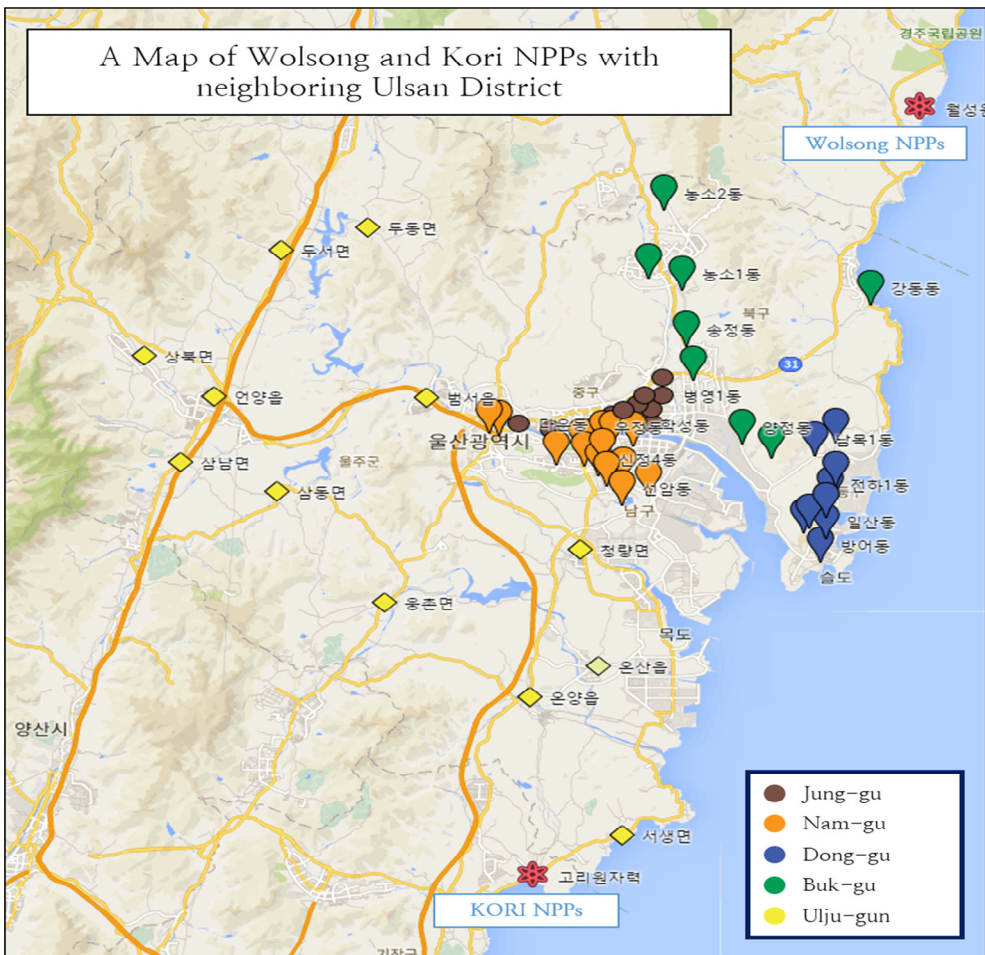 A Map of Wolsong and Kori NPPs with
neighboring Ulsan District
경주국립공원
월성원
Wolsong NPPs
농소2동
두동면
두서면
농소1동
강동동
북구
송정동
31
상북면
중구
언양읍
범서읍
병영1동
울산광역시
유정동
학성동
양정동
남목1동
삼남면
울주군
신정4동
삼동면
선암동
전하1동
남구
일산동
방어동
청량면
슬도
웅촌면
목도
온산읍
온양읍
양산시
서생면
고리원자력
KORI NPPs
기장군
Jung-gu
Nam-gu
Dong-gu
Buk-gu
Ulju-gun